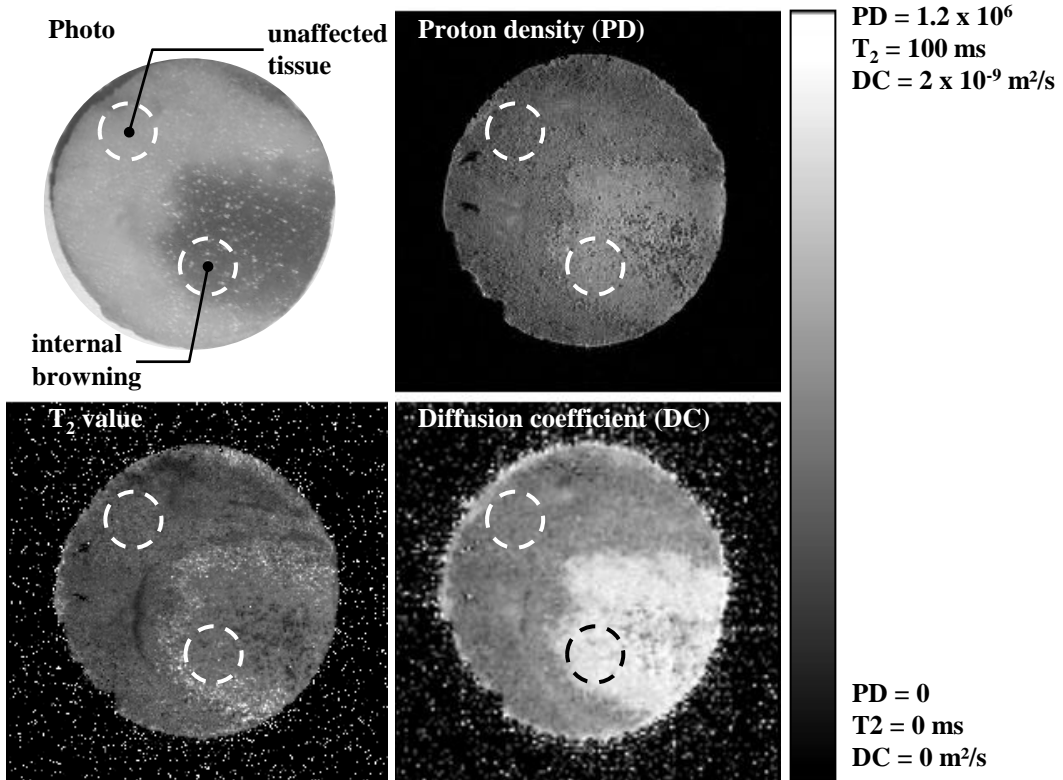 Photo
unaffected
tissue
internal
browning
Proton density (PD)
T₂ value
Diffusion coefficient (DC)
PD = 1.2 x 10⁶
T₂ = 100 ms
DC = 2 x 10⁻⁹ m²/s
PD = 0
T2 = 0 ms
DC = 0 m²/s